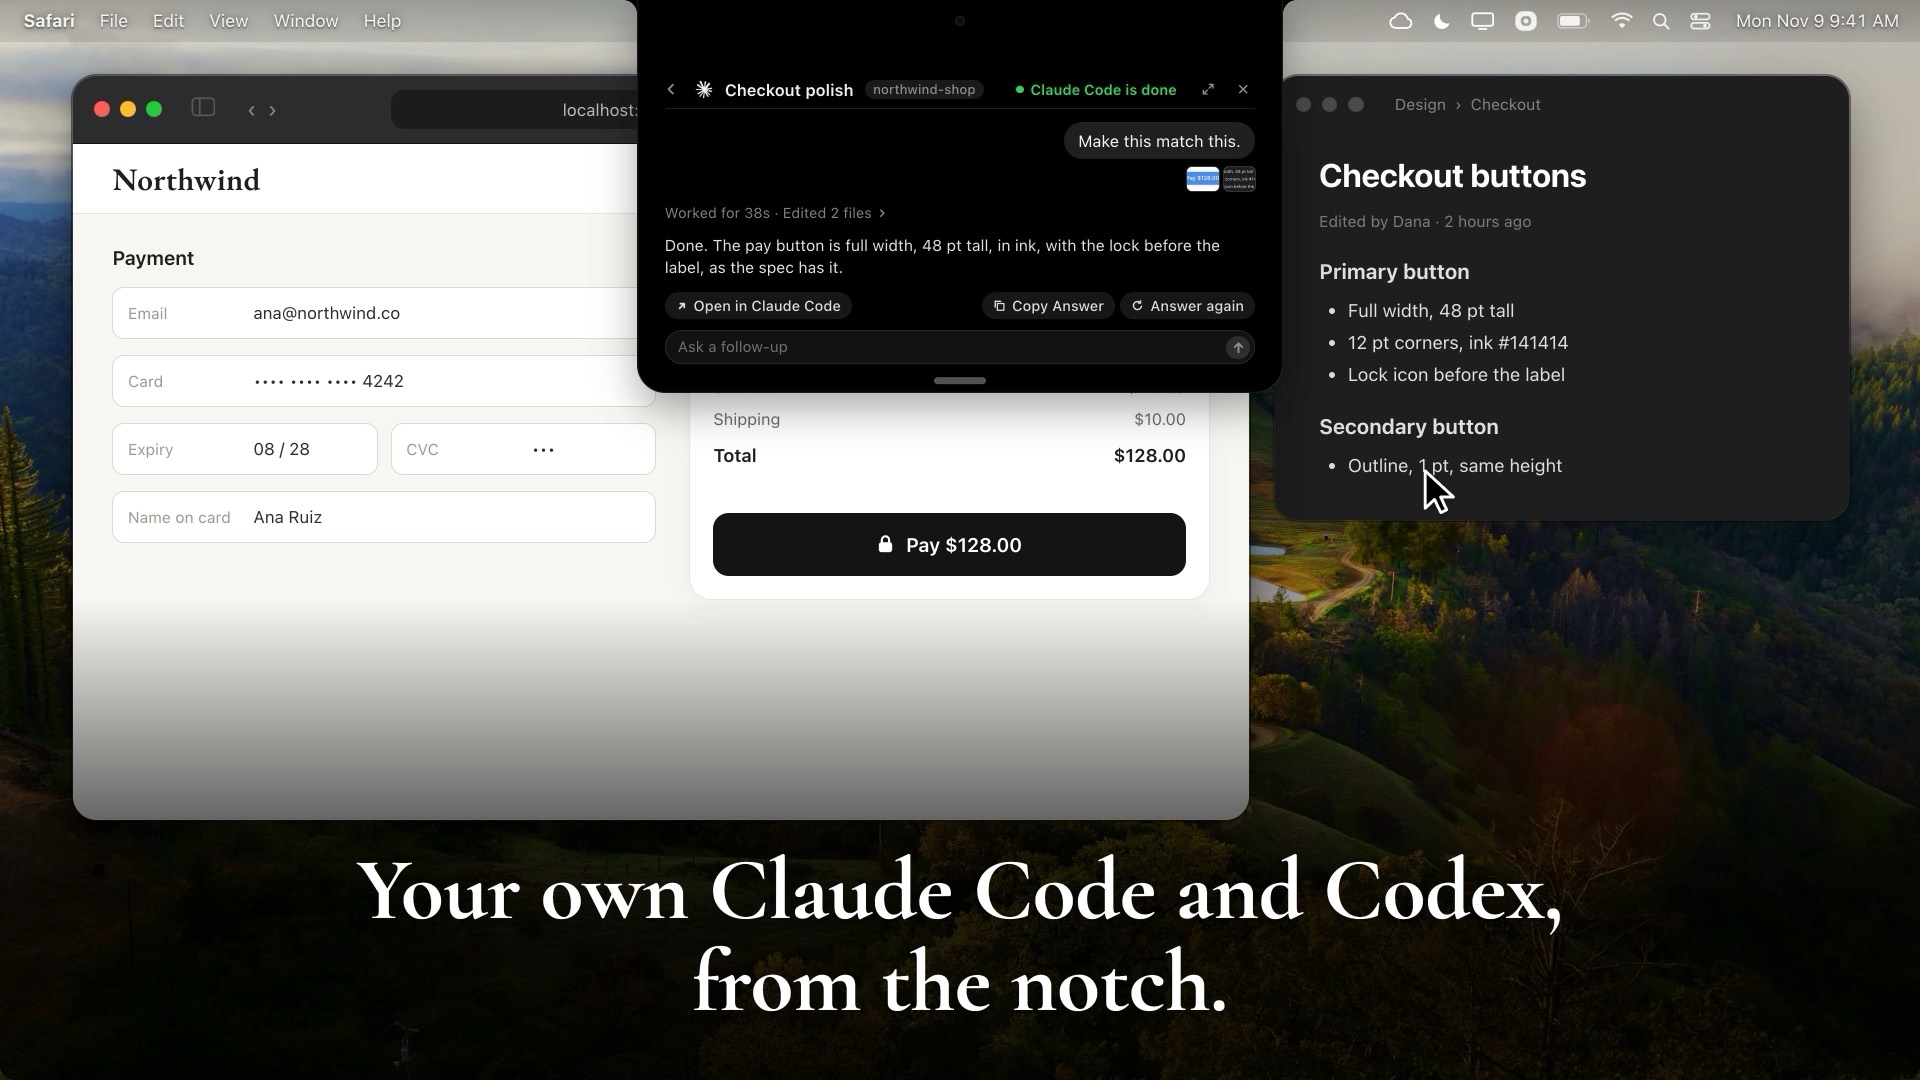 Safari File Edit View Window Help
Mon Nov 9 9:41 AM
localhost:
Northwind
Payment
Email ana@northwind.co
Card •••• •••• •••• 4242
Expiry 08 / 28
CVC •••
Name on card Ana Ruiz
Checkout polish northwind-shop Claude Code is done
Make this match this.
Pay $128.00
Worked for 38s · Edited 2 files
Done. The pay button is full width, 48 pt tall, in ink, with the lock before the
label, as the spec has it.
Open in Claude Code
Copy Answer
Answer again
Ask a follow-up
Shipping $10.00
Total $128.00
Pay $128.00
Design › Checkout
Checkout buttons
Edited by Dana · 2 hours ago
Primary button
• Full width, 48 pt tall
• 12 pt corners, ink #141414
• Lock icon before the label
Secondary button
• Outline, 1 pt, same height
Your own Claude Code and Codex,
from the notch.